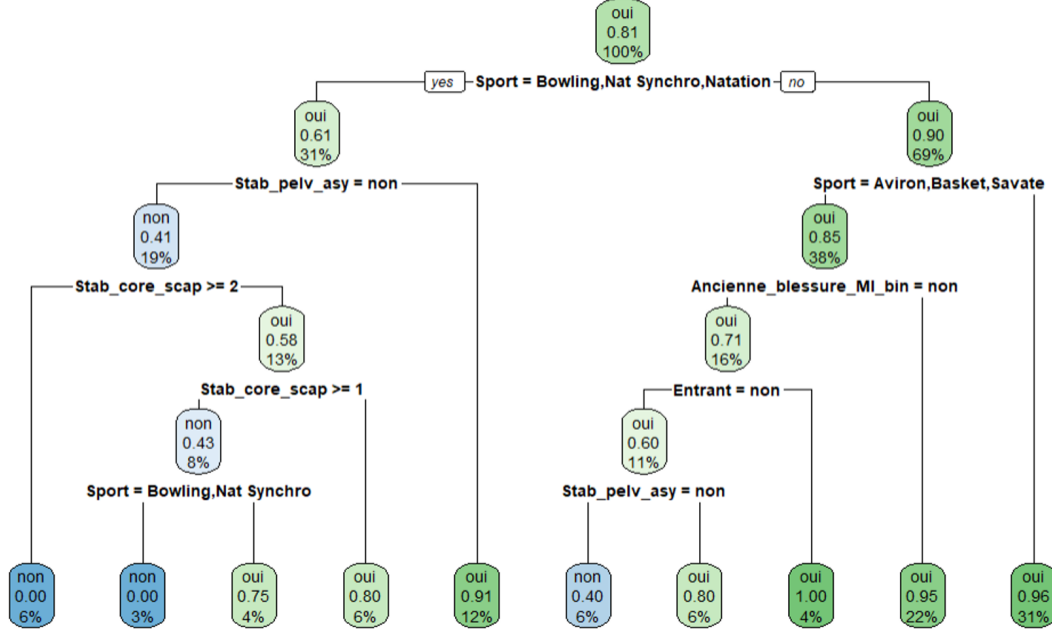 oui
0.81
100%
yes Sport = Bowling,Nat Synchro,Natation no
oui
0.61
31%
oui
0.90
69%
Stab_pelv_asy = non
Sport = Aviron,Basket,Savate
non
0.41
19%
oui
0.85
38%
Stab_core_scap >= 2
Ancienne_blessure_MI_bin = non
oui
0.58
13%
oui
0.71
16%
Stab_core_scap >= 1
Entrant = non
non
0.43
8%
oui
0.60
11%
Sport = Bowling,Nat Synchro
Stab_pelv_asy = non
non
0.00
6%
non
0.00
3%
oui
0.75
4%
oui
0.80
6%
oui
0.91
12%
non
0.40
6%
oui
0.80
6%
oui
1.00
4%
oui
0.95
22%
oui
0.96
31%